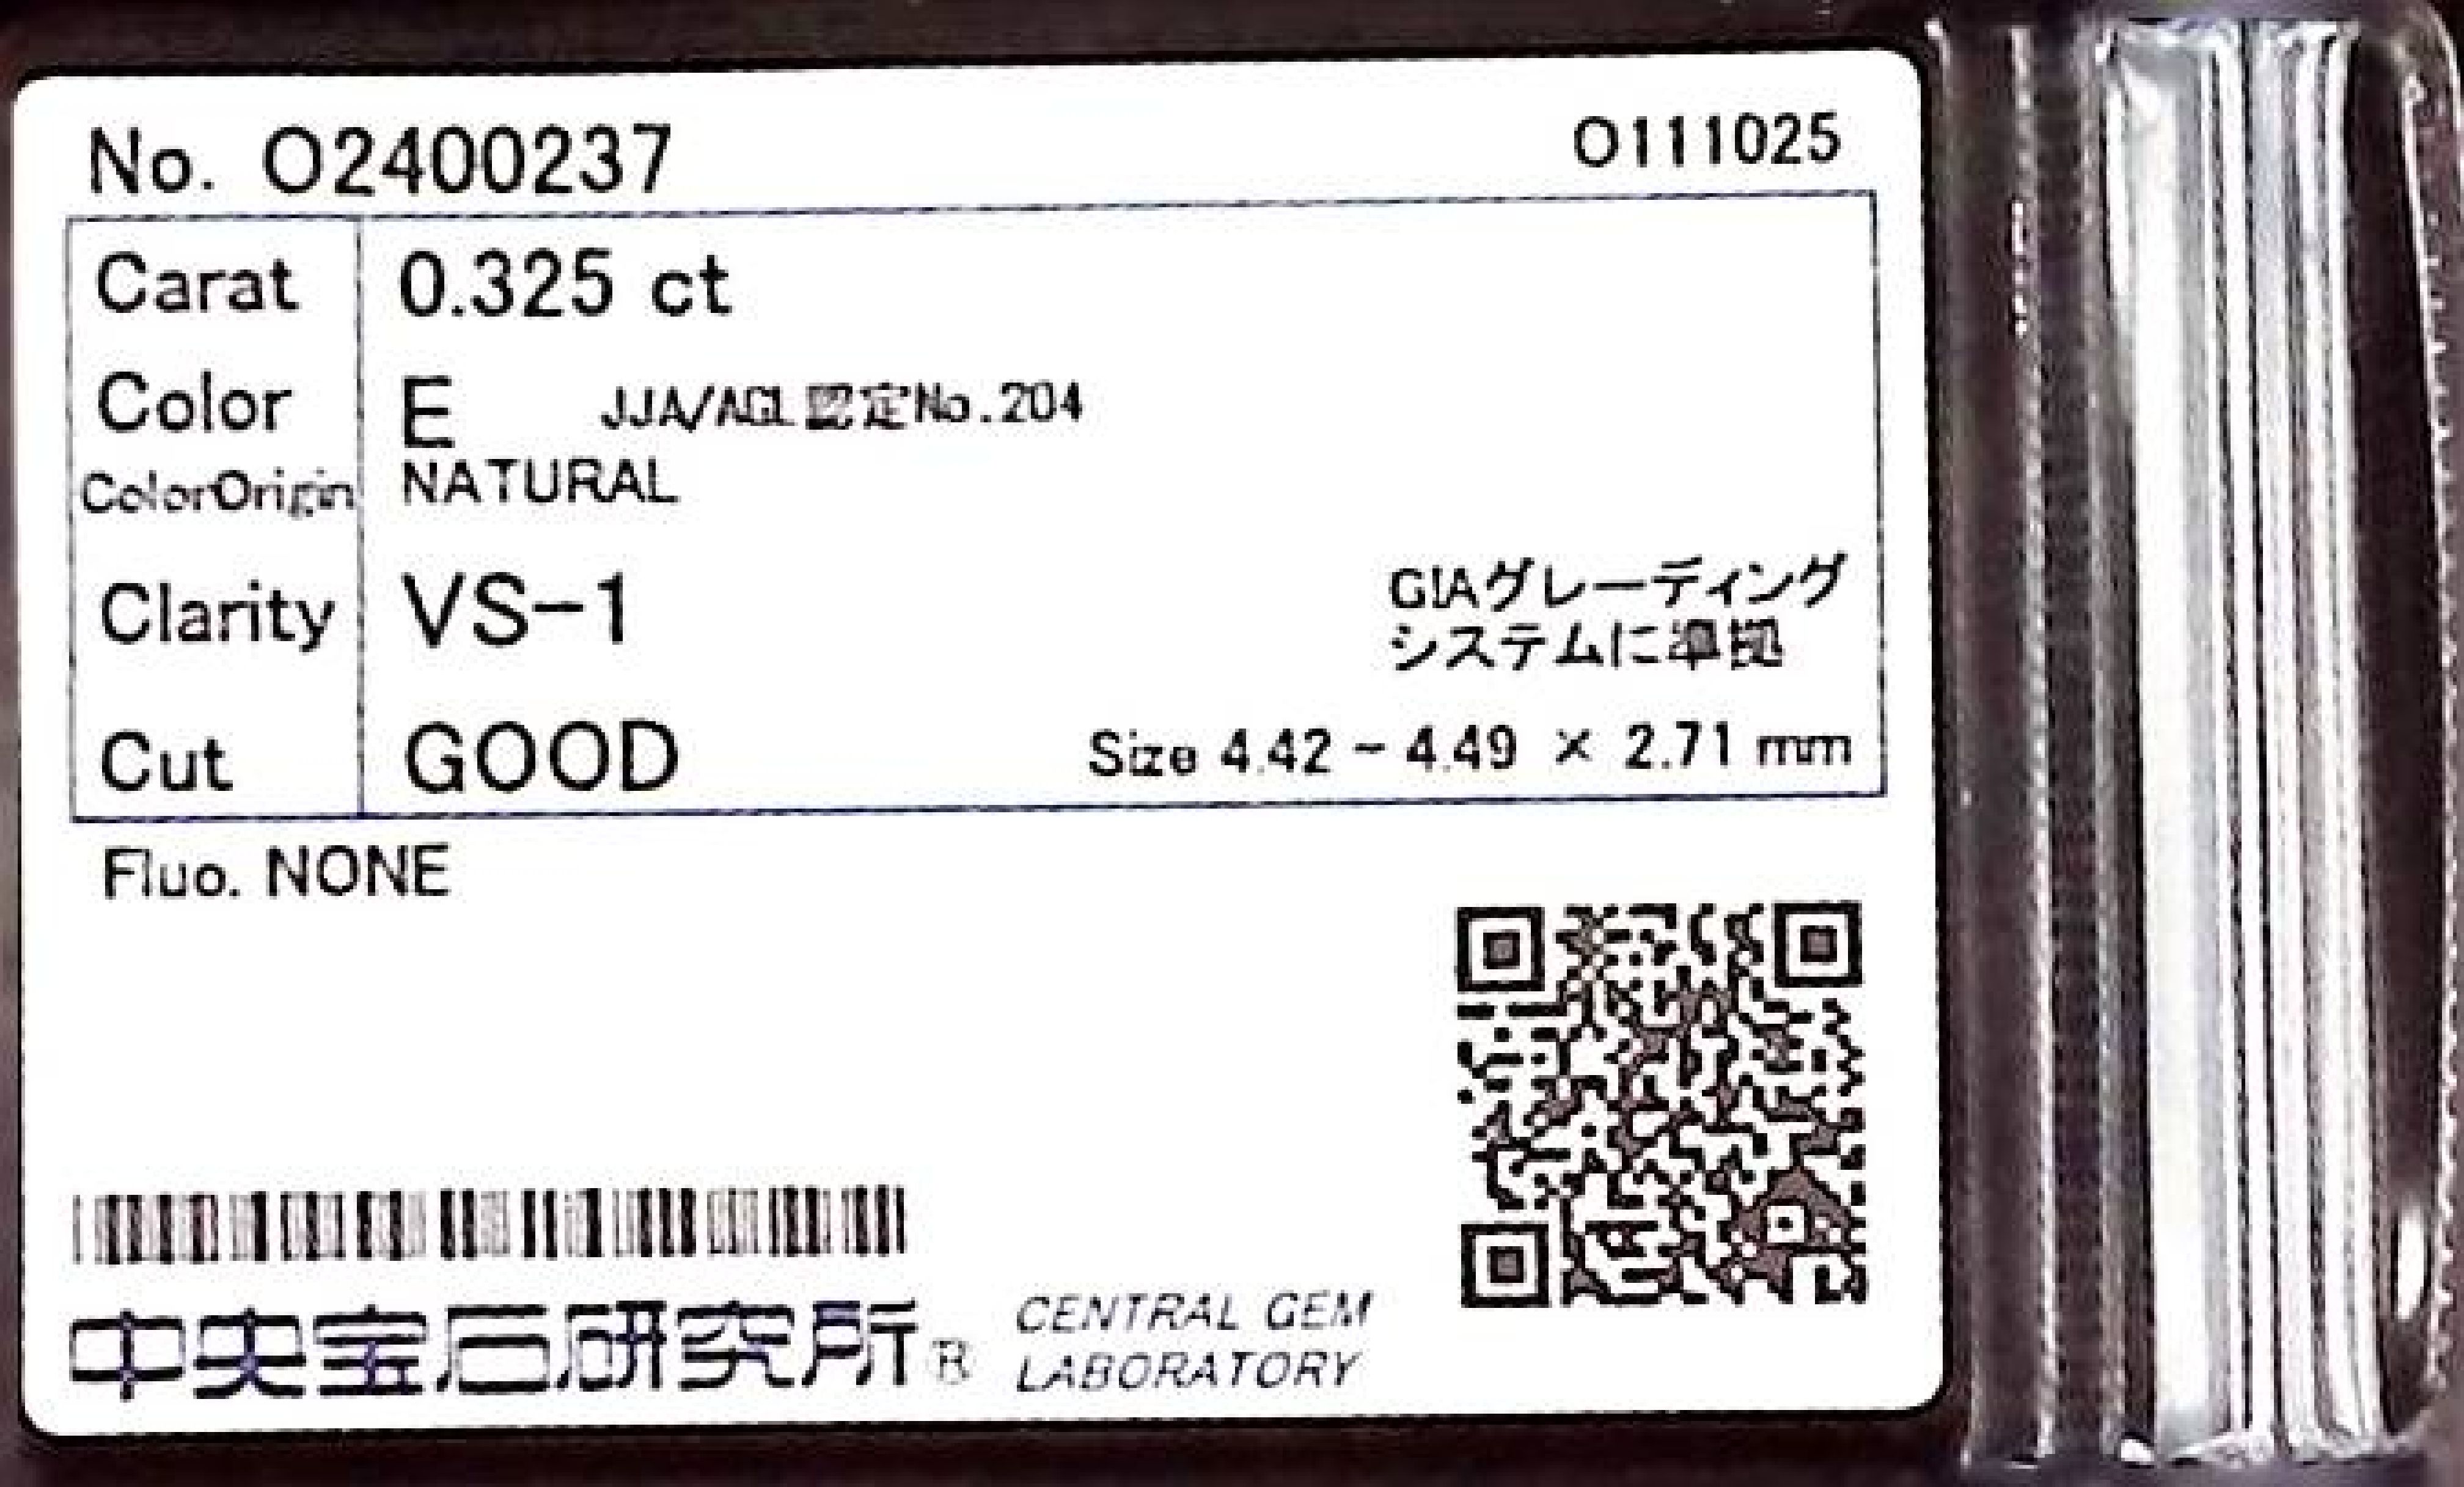 No. O2400237
O111025
Carat 0.325 ct
Color E JJA/AGL認定No.204
ColorOrigin NATURAL
Clarity VS-1
GIAグレーディング
システムに準拠
Cut GOOD Size 4.42 - 4.49 × 2.71 mm
Fluo. NONE
中央宝石研究所®
CENTRAL GEM
LABORATORY